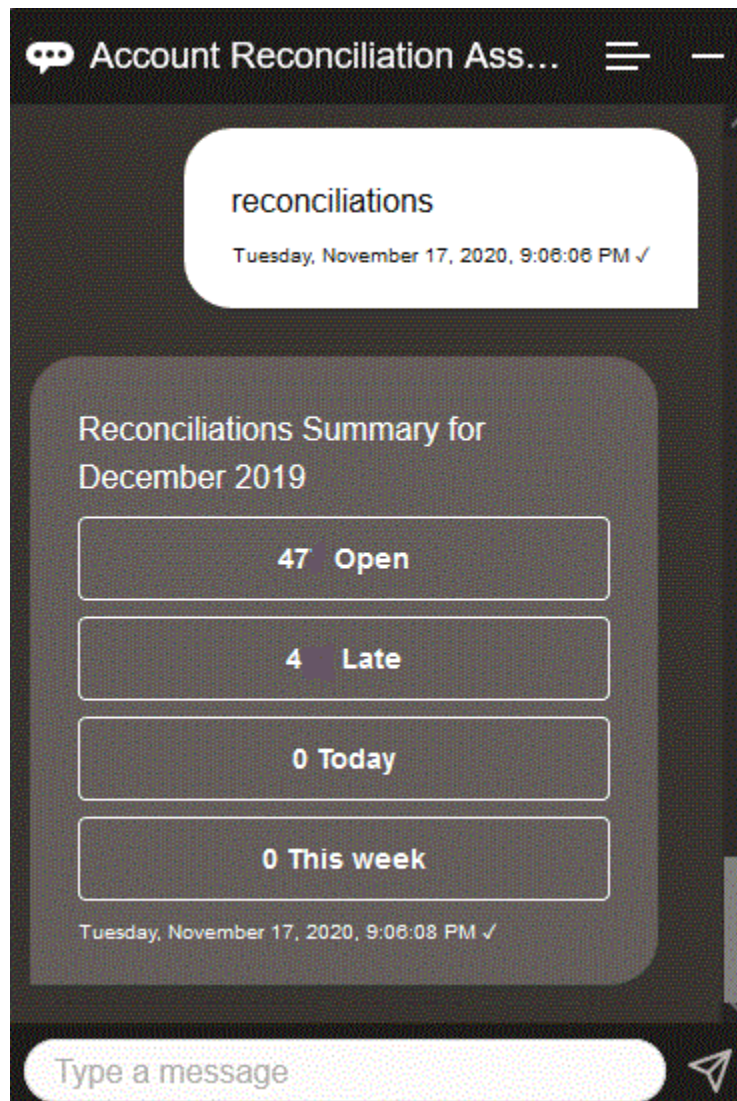 Account Reconciliation Ass...
reconciliations
Tuesday, November 17, 2020, 9:06:06 PM ✓
Reconciliations Summary for
December 2019
47 Open
4 Late
0 Today
0 This week
Tuesday, November 17, 2020, 9:06:08 PM ✓
Type a message